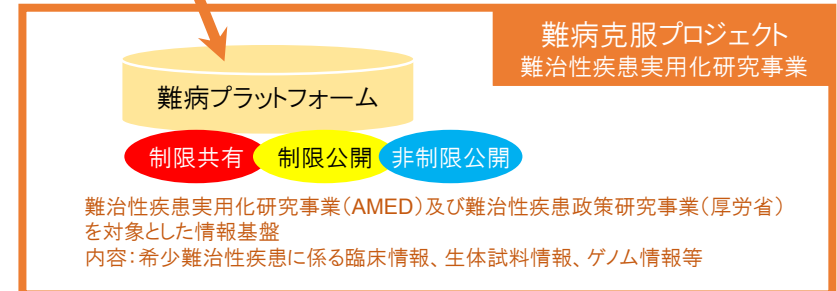 難病克服プロジェクト
難治性疾患実用化研究事業
難病プラットフォーム
制限共有 制限公開 非制限公開
難治性疾患実用化研究事業（AMED）及び難治性疾患政策研究事業（厚労省）
を対象とした情報基盤
内容：希少難治性疾患に係る臨床情報、生体試料情報、ゲノム情報等